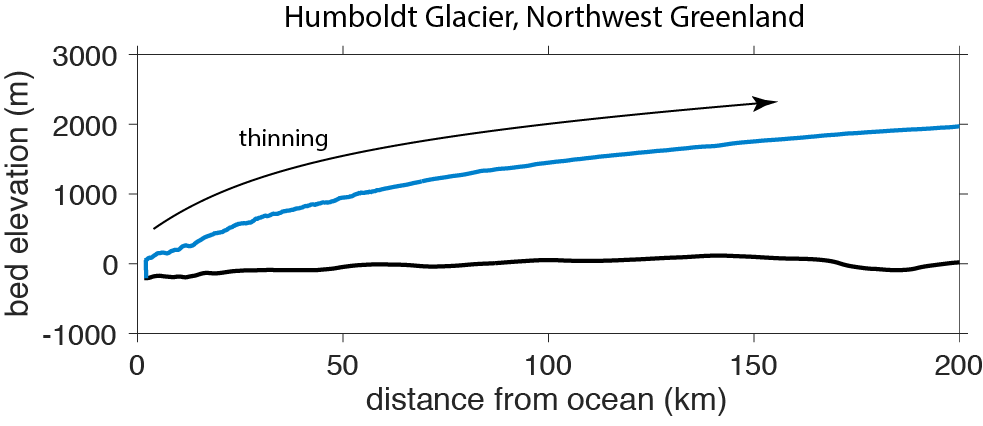 Humboldt Glacier, Northwest Greenland
3000
2000
1000
0
-1000
bed elevation (m)
thinning
0 50 100 150 200
distance from ocean (km)